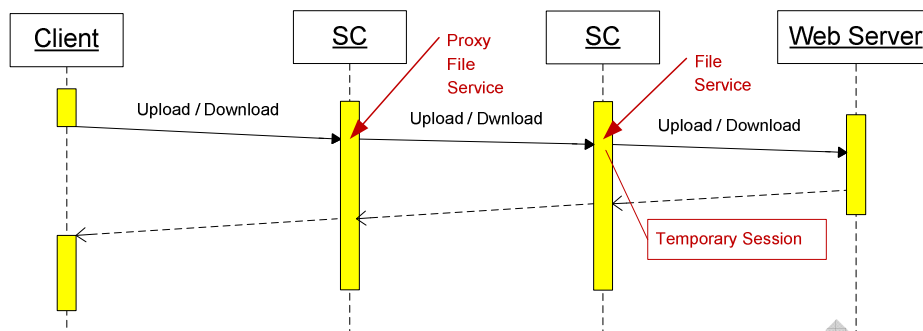 Client
SC
SC
Web Server
Proxy
File
Service
File
Service
Upload / Download
Upload / Dwnload
Upload / Download
Temporary Session